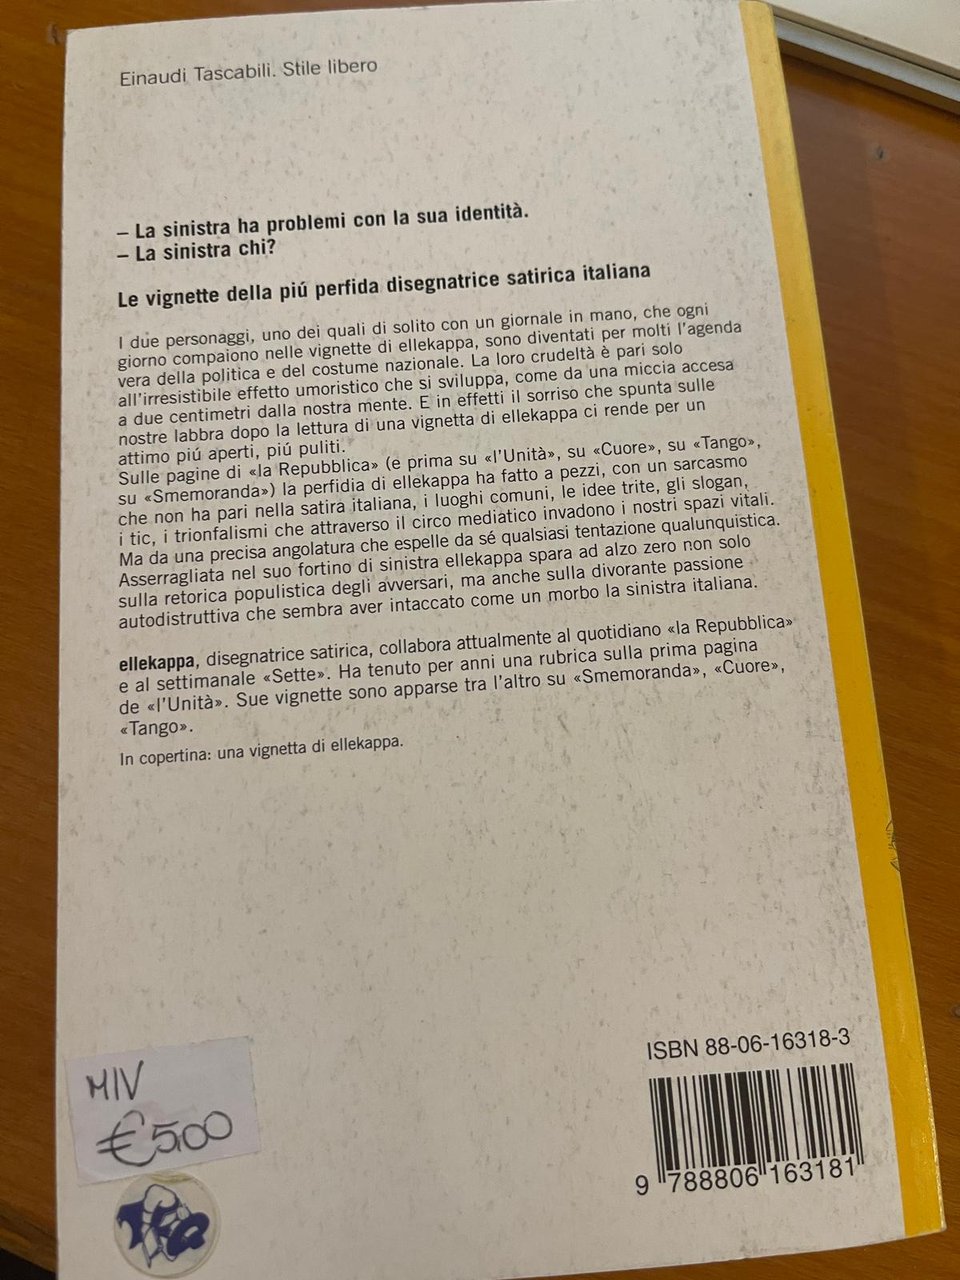 Einaudi Tascabili. Stile libero
– La sinistra ha problemi con la sua identità.
– La sinistra chi?
Le vignette della piú perfida disegnatrice satirica italiana
I due personaggi, uno dei quali di solito con un giornale in mano, che ogni
giorno compaiono nelle vignette di ellekappa, sono diventati per molti l'agenda
vera della politica e del costume nazionale. La loro crudeltà è pari solo
all'irresistibile effetto umoristico che si sviluppa, come da una miccia accesa
a due centimetri dalla nostra mente. E in effetti il sorriso che spunta sulle
nostre labbra dopo la lettura di una vignetta di ellekappa ci rende per un
attimo piú aperti, piú puliti.
Sulle pagine di «la Repubblica» (e prima su «l'Unità», su «Cuore», su «Tango»,
su «Smemoranda») la perfidia di ellekappa ha fatto a pezzi, con un sarcasmo
che non ha pari nella satira italiana, i luoghi comuni, le idee trite, gli slogan,
i tic, i trionfalismi che attraverso il circo mediatico invadono i nostri spazi vitali.
Ma da una precisa angolatura che espelle da sé qualsiasi tentazione qualunquistica.
Asserragliata nel suo fortino di sinistra ellekappa spara ad alzo zero non solo
sulla retorica populistica degli avversari, ma anche sulla divorante passione
autodistruttiva che sembra aver intaccato come un morbo la sinistra italiana.
ellekappa, disegnatrice satirica, collabora attualmente al quotidiano «la Repubblica»
e al settimanale «Sette». Ha tenuto per anni una rubrica sulla prima pagina
de «l'Unità». Sue vignette sono apparse tra l'altro su «Smemoranda», «Cuore»,
«Tango».
In copertina: una vignetta di ellekappa.
MIV
€5,00
ISBN 88-06-16318-3
9 788806 163181